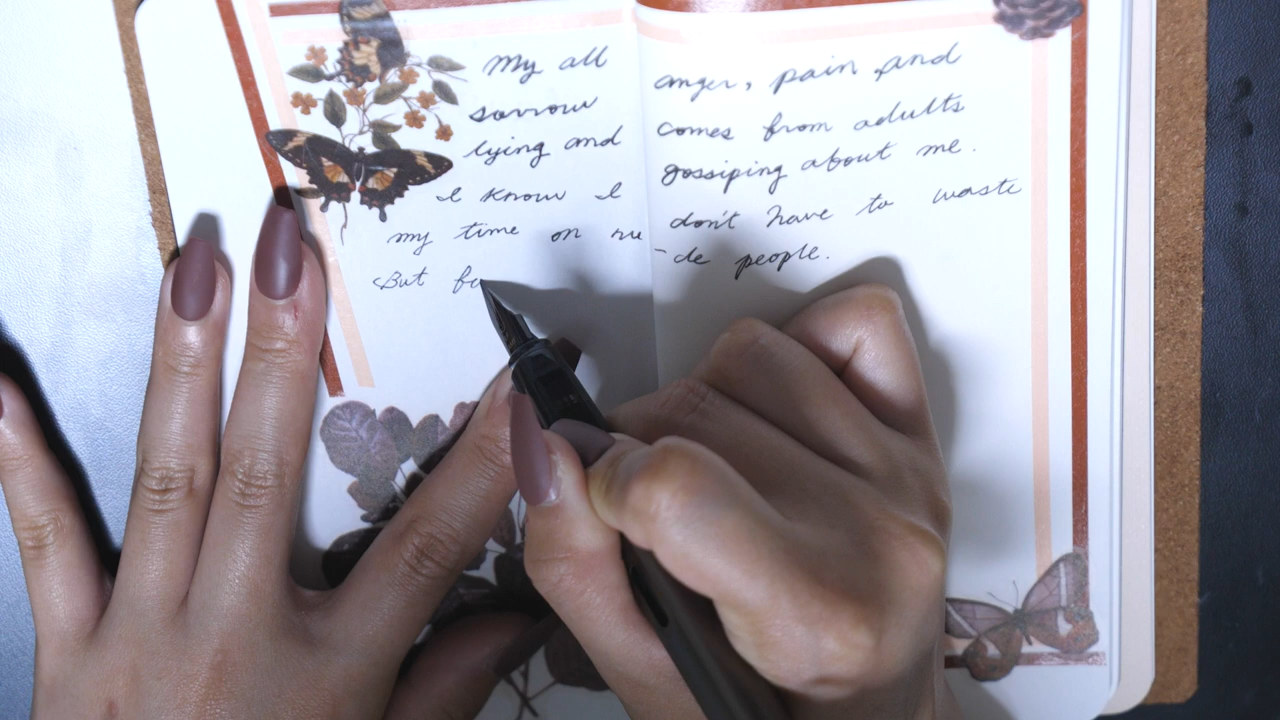 My all anger, pain and
sorrow comes from adults
lying and gossiping about me.
I know I don't have to waste
my time on ru-de people.
But